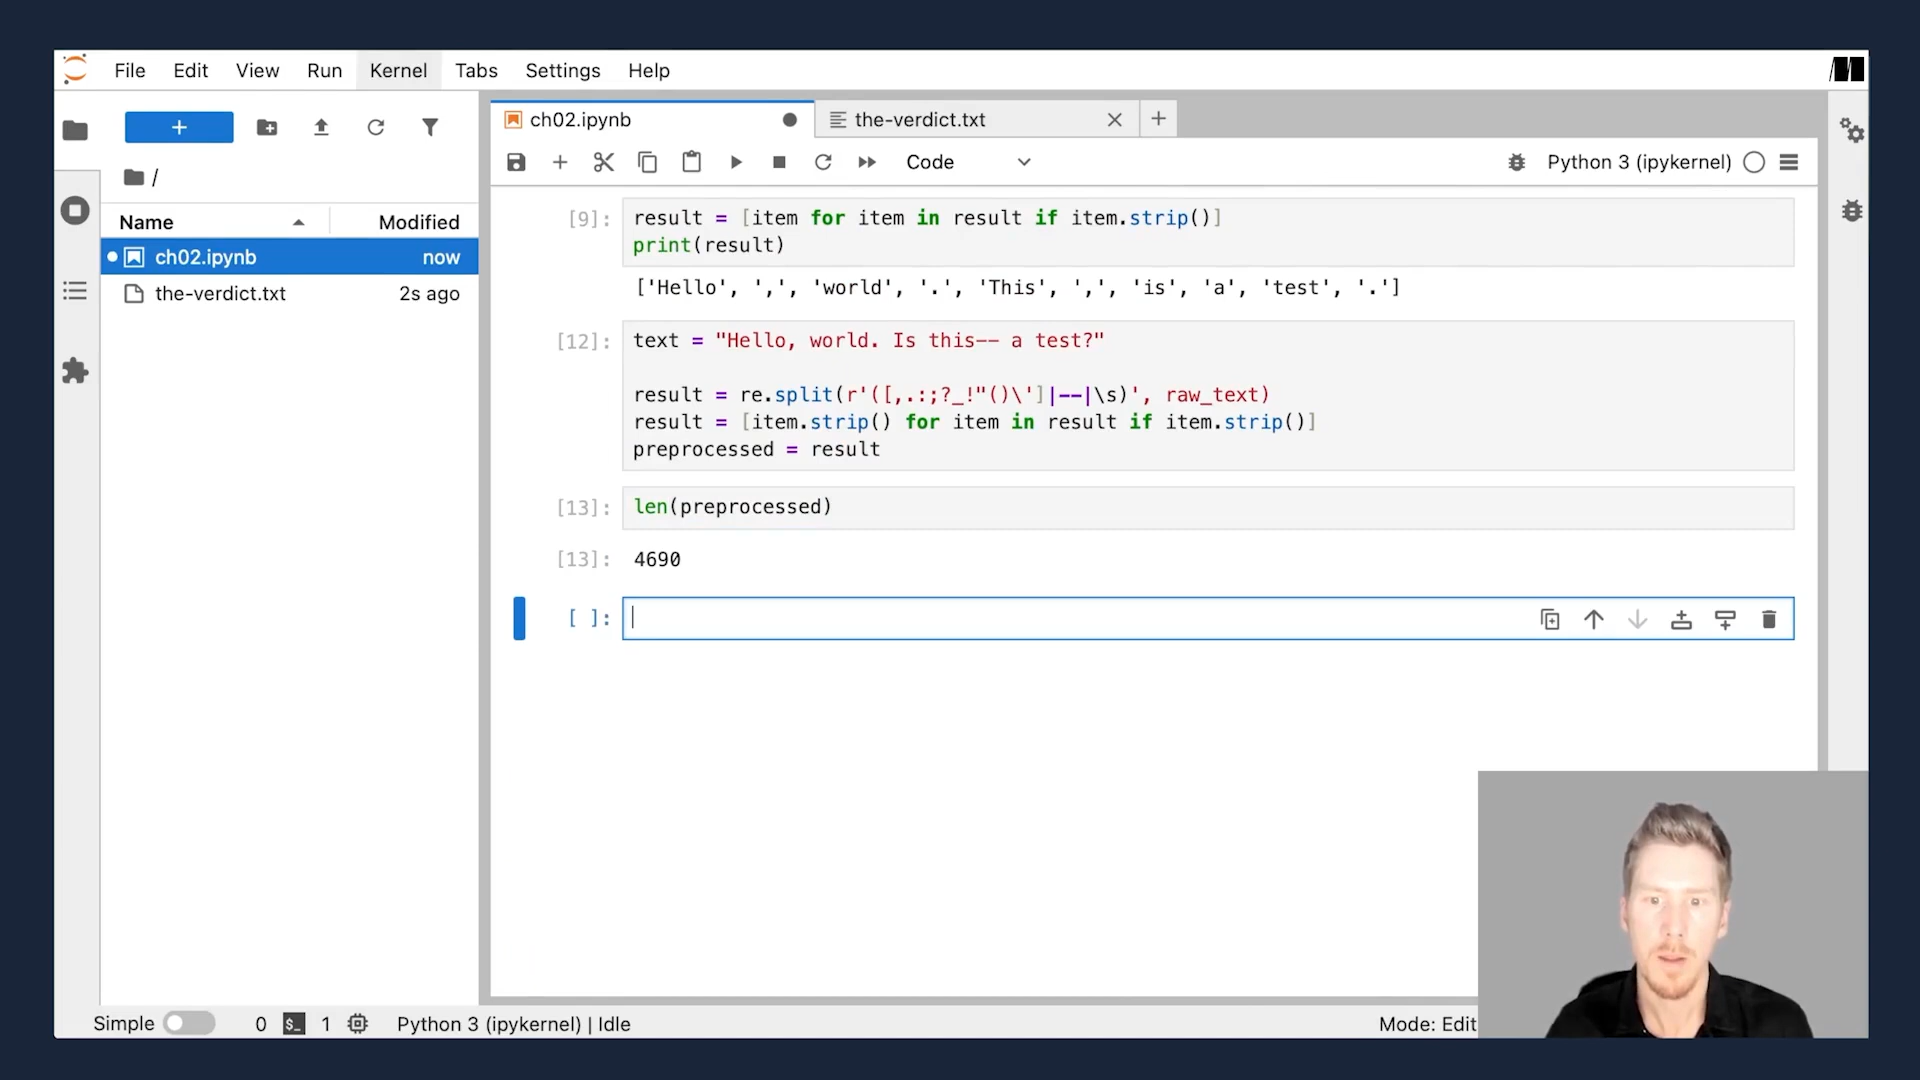 File Edit View Run Kernel Tabs Settings Help
ch02.ipynb
the-verdict.txt
Code
Python 3 (ipykernel)
/
Name
Modified
ch02.ipynb
now
the-verdict.txt
2s ago
[9]:
result = [item for item in result if item.strip()]
print(result)
['Hello', ',', 'world', '.', 'This', ',', 'is', 'a', 'test', '.']
[12]:
text = "Hello, world. Is this-- a test?"
result = re.split(r'([,.:;?_!"()\']|--|\s)', raw_text)
result = [item.strip() for item in result if item.strip()]
preprocessed = result
[13]:
len(preprocessed)
[13]:
4690
[ ]:
Simple
0
$_
1
Python 3 (ipykernel) | Idle
Mode: Edit